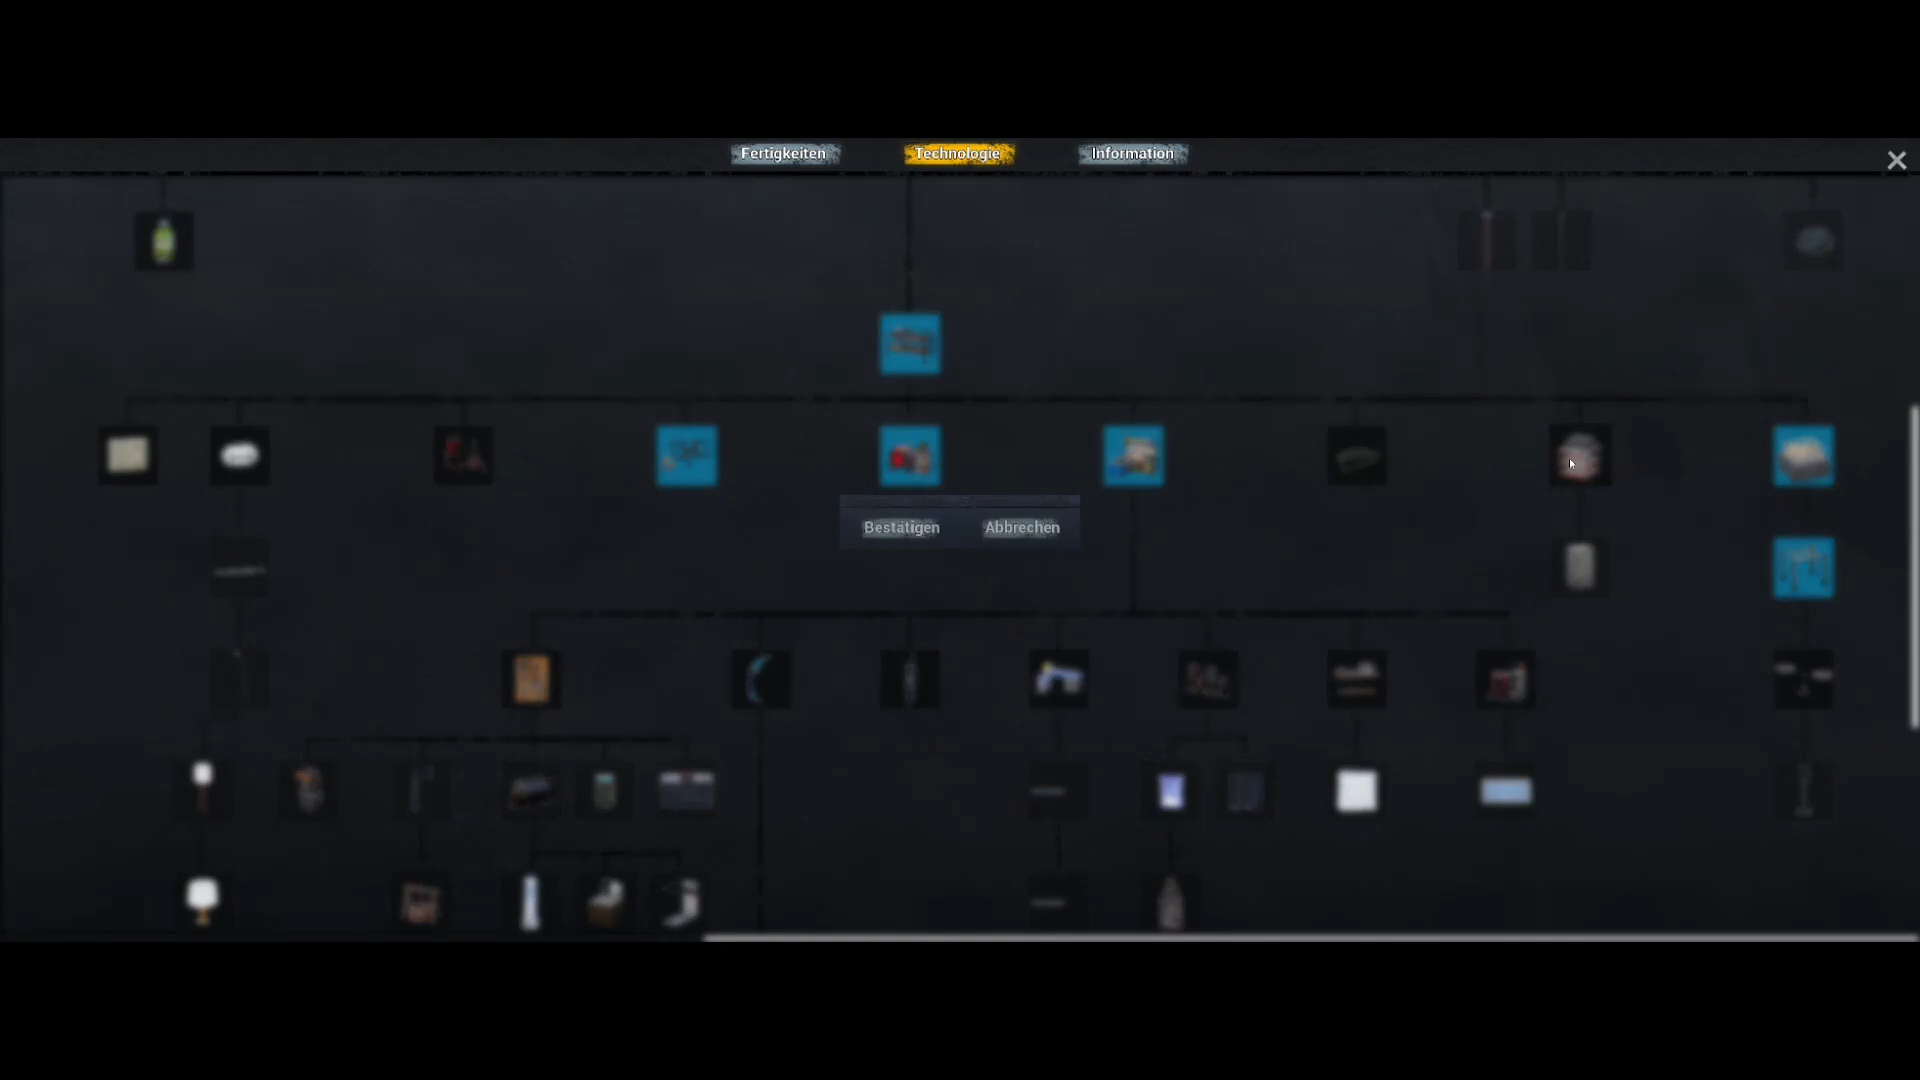 Fertigkeiten
Technologie
Information
Bestätigen
Abbrechen